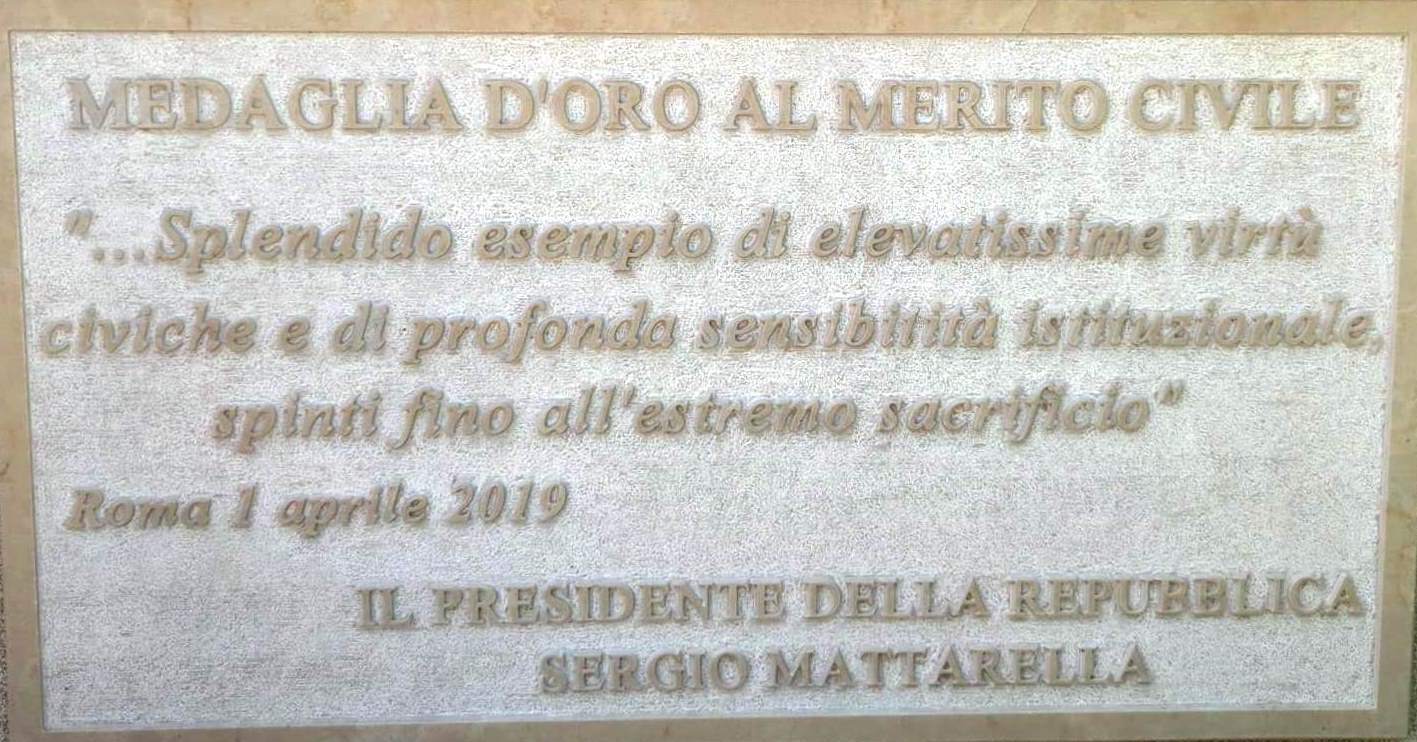 MEDAGLIA D'ORO AL MERITO CIVILE
"...Splendido esempio di elevatissime virtù
civiche e di profonda sensibilità istituzionale,
spinti fino all'estremo sacrificio"
Roma 1 aprile 2019
IL PRESIDENTE DELLA REPUBBLICA
SERGIO MATTARELLA